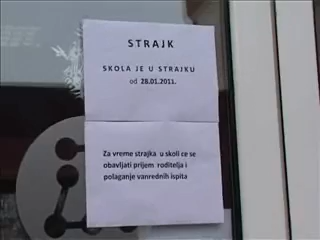 STRAJK
SKOLA JE U STRAJKU
od 28.01.2011.
Za vreme strajka u skoli ce se
obavljati prijem roditelja i
polaganje vanrednih ispita